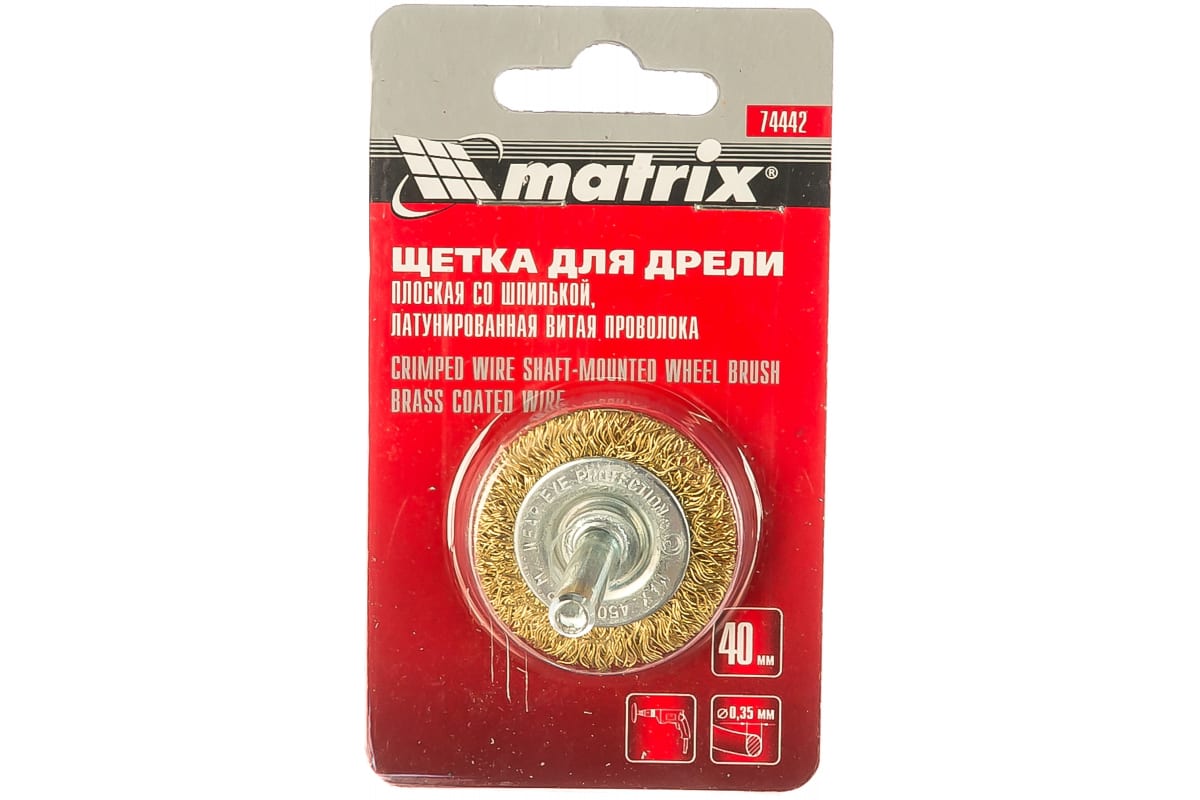 74442
matrix®
ЩЕТКА ДЛЯ ДРЕЛИ
ПЛОСКАЯ СО ШПИЛЬКОЙ,
ЛАТУНИРОВАННАЯ ВИТАЯ ПРОВОЛОКА
CRIMPED WIRE SHAFT-MOUNTED WHEEL BRUSH
BRASS COATED WIRE
WEAR EYE PROTECTION
MAX 450
40 мм
⌀0,35 мм